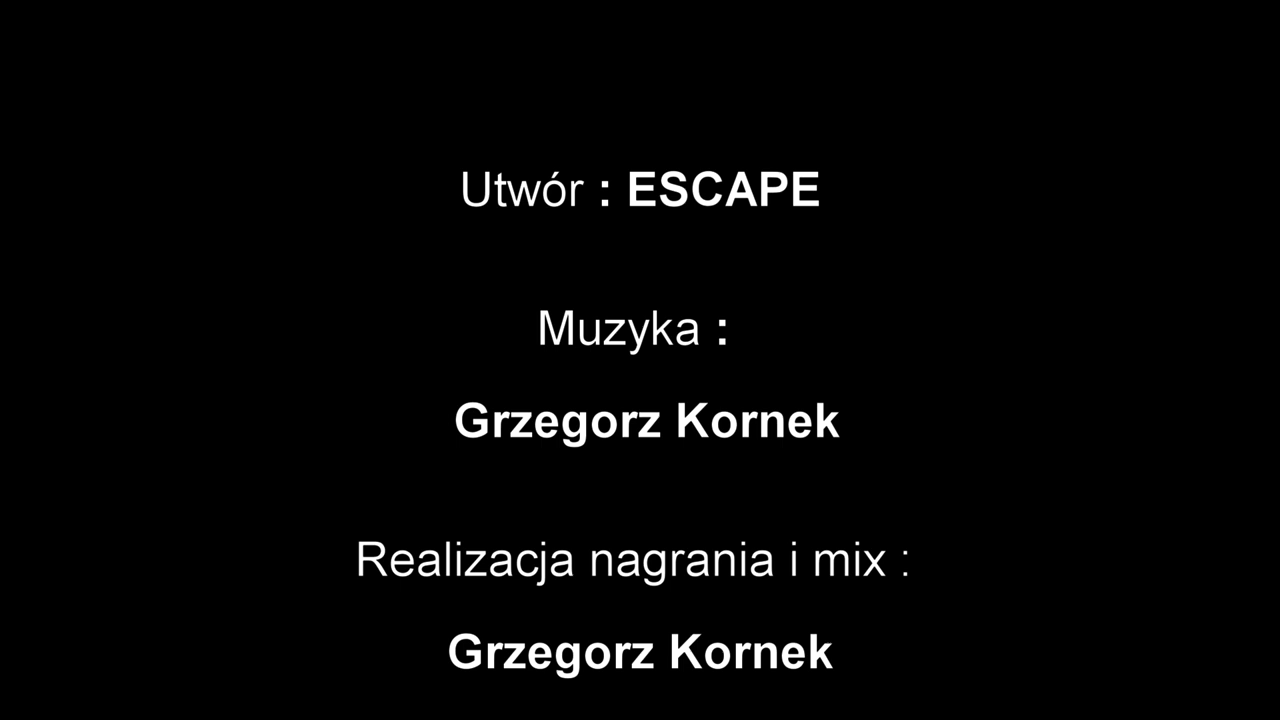 Utwór : ESCAPE
Muzyka :
Grzegorz Kornek
Realizacja nagrania i mix :
Grzegorz Kornek